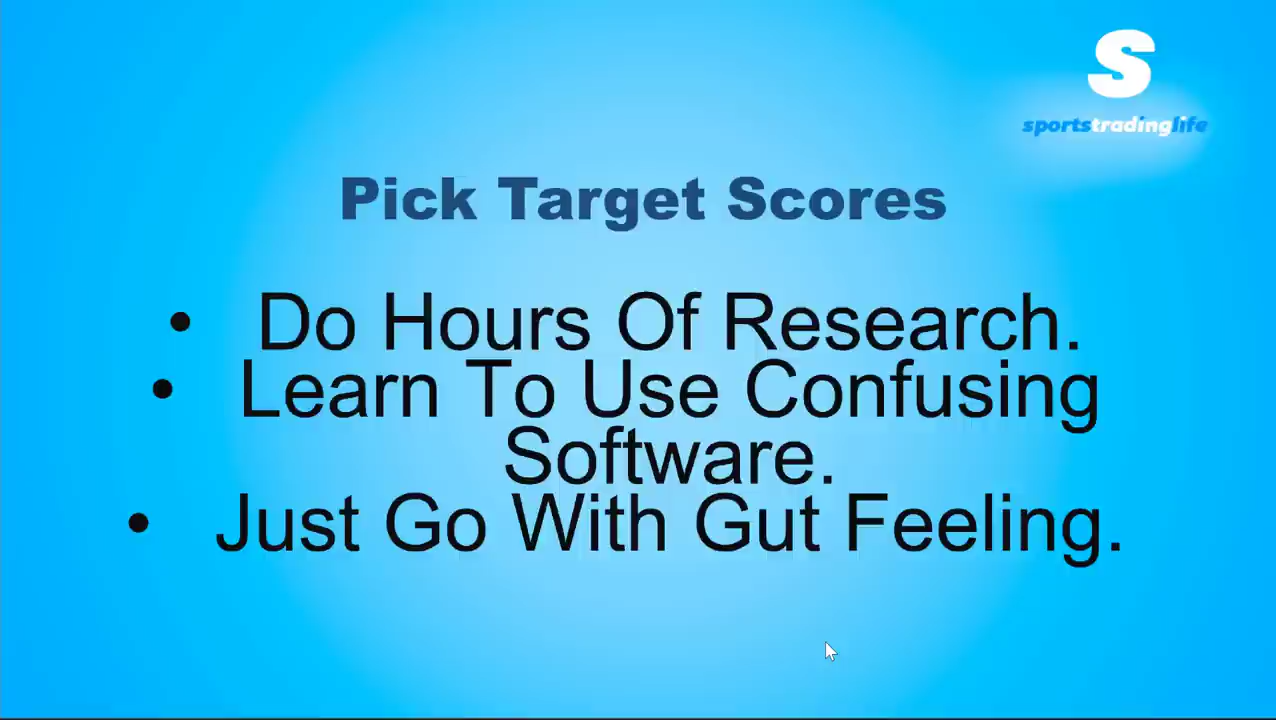 S
sportstradinglife
Pick Target Scores
• Do Hours Of Research.
• Learn To Use Confusing
Software.
• Just Go With Gut Feeling.